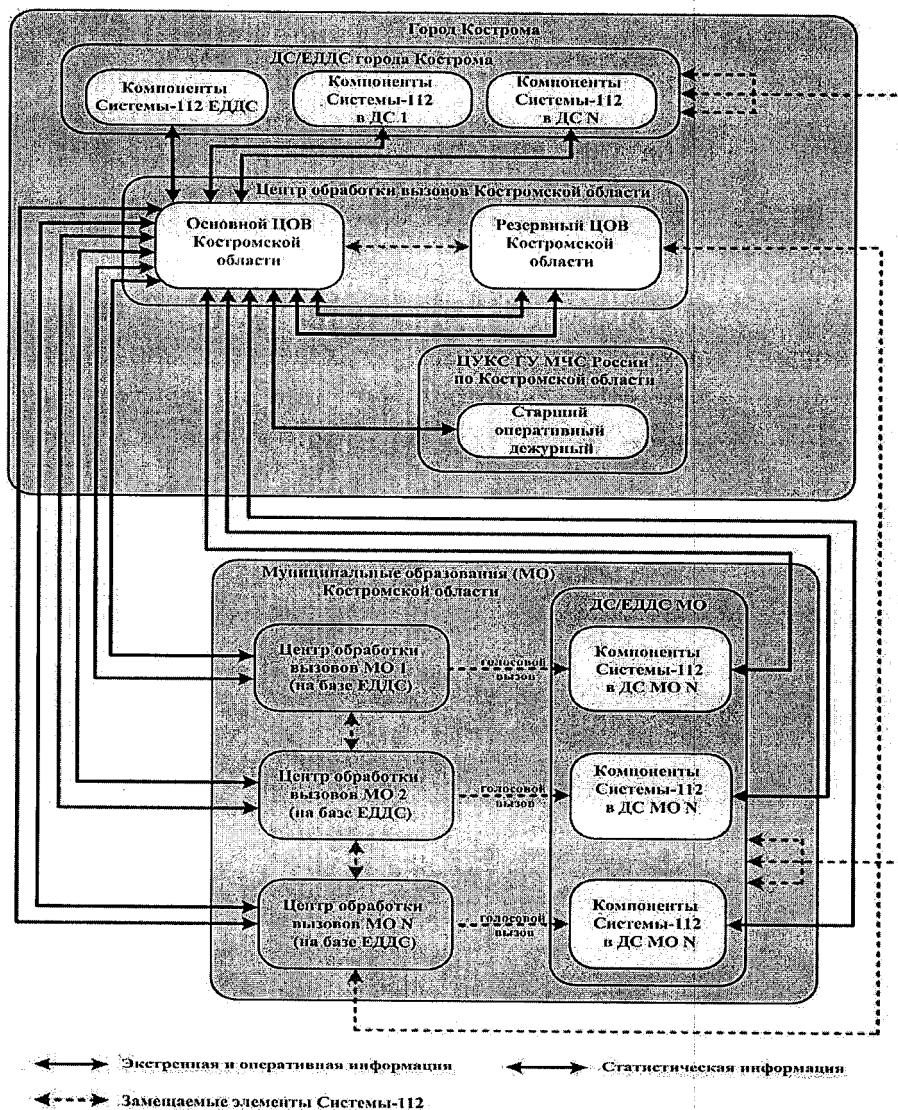 Город Кострома
ДС/ЕДДС города Кострома
Компоненты
Системы-112 ЕДДС
Компоненты
Системы-112
в ДС 1
Компоненты
Системы-112
в ДС N
Центр обработки вызовов Костромской области
Основной ЦОВ
Костромской
области
Резервный ЦОВ
Костромской
области
ЦУКС ГУ МЧС России
по Костромской области
Старший
оперативный
дежурный
Муниципальные образования (МО)
Костромской области
ДС/ЕДДС МО
Центр обработки
вызовов МО 1
(на базе ЕДДС)
голосовой
вызов
Компоненты
Системы-112
в ДС МО N
Центр обработки
вызовов МО 2
(на базе ЕДДС)
голосовой
вызов
Компоненты
Системы-112
в ДС МО N
Центр обработки
вызовов МО N
(на базе ЕДДС)
голосовой
вызов
Компоненты
Системы-112
в ДС МО N
Экстренная и оперативная информация
Статистическая информация
Замещаемые элементы Системы-112